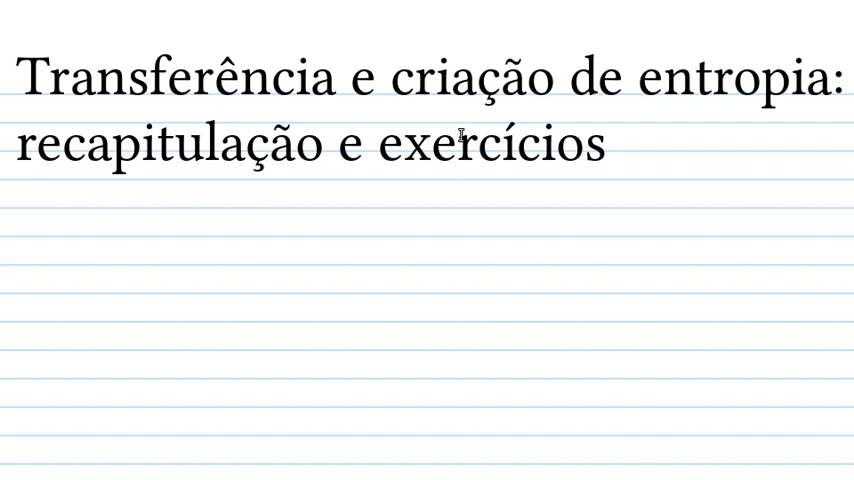 Transferência e criação de entropia:
recapitulação e exercícios